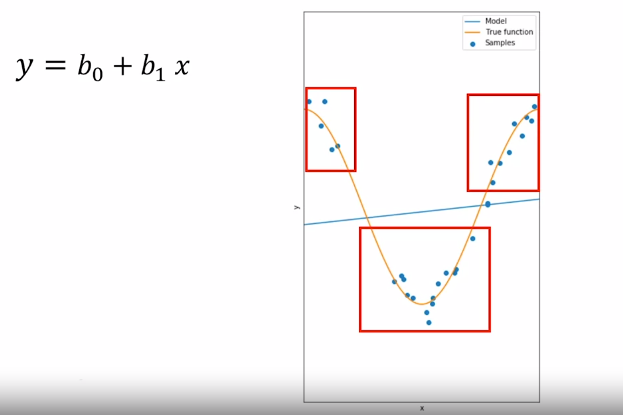 y = b₀ + b₁ x
Model
True function
Samples
y
x